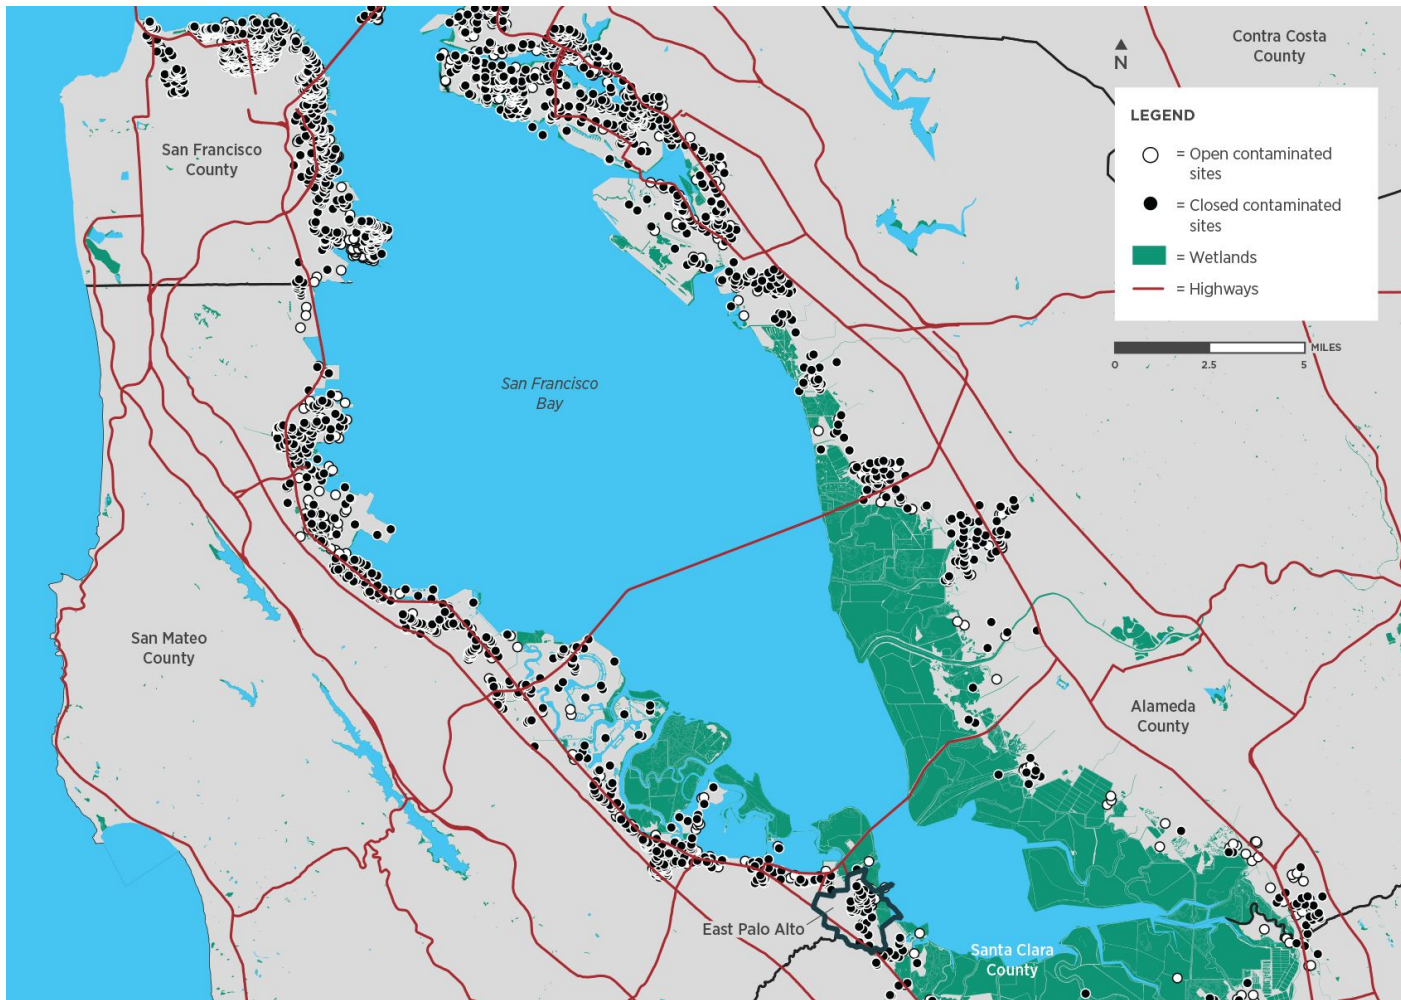 Contra Costa
County
N
LEGEND
= Open contaminated
sites
= Closed contaminated
sites
= Wetlands
= Highways
MILES
0 2.5 5
San Francisco
County
San Francisco
Bay
San Mateo
County
Alameda
County
East Palo Alto
Santa Clara
County